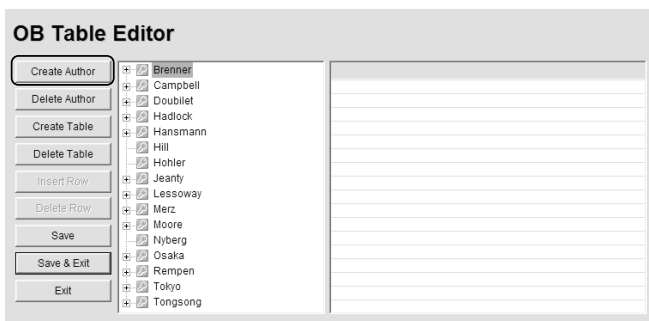 OB Table Editor
Create Author
Delete Author
Create Table
Delete Table
Insert Row
Delete Row
Save
Save & Exit
Exit
Brenner
Campbell
Doubilet
Hadlock
Hansmann
Hill
Hohler
Jeanty
Lessoway
Merz
Moore
Nyberg
Osaka
Rempen
Tokyo
Tongsong